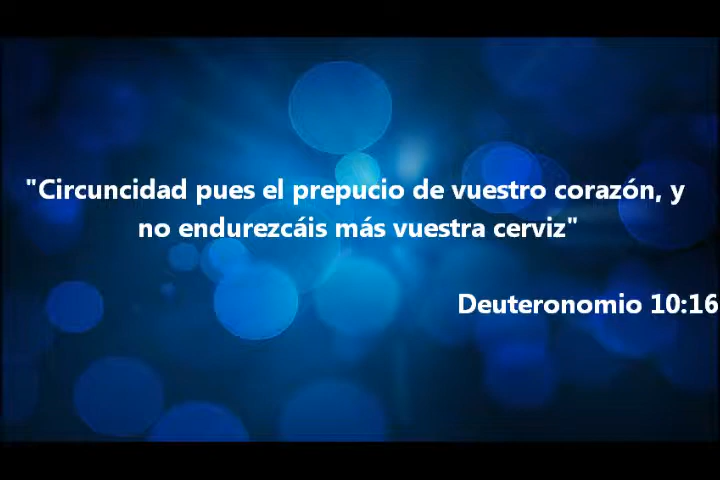 "Circuncidad pues el prepucio de vuestro corazón, y
no endurezcáis más vuestra cerviz"
Deuteronomio 10:16